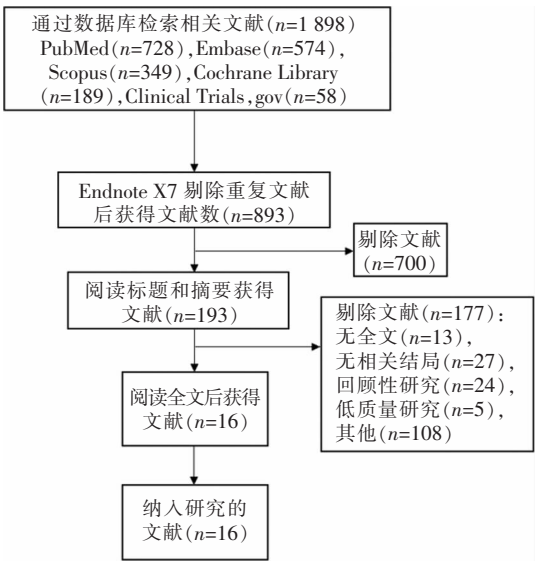 通过数据库检索相关文献(n=1 898)
PubMed(n=728),Embase(n=574),
Scopus(n=349),Cochrane Library
(n=189),Clinical Trials,gov(n=58)
Endnote X7 剔除重复文献
后获得文献数(n=893)
剔除文献
(n=700)
阅读标题和摘要获得
文献(n=193)
剔除文献(n=177):
无全文(n=13),
无相关结局(n=27),
回顾性研究(n=24),
低质量研究(n=5),
其他(n=108)
阅读全文后获得
文献(n=16)
纳入研究的
文献(n=16)